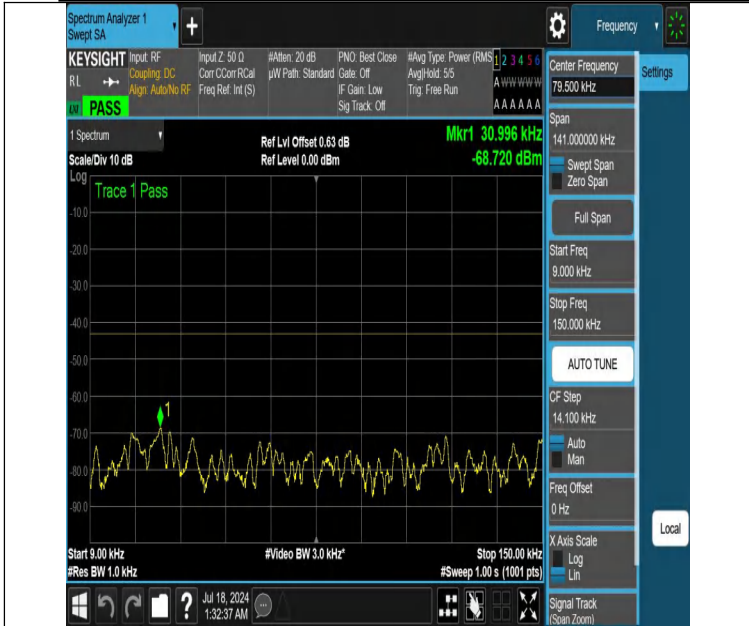 Spectrum Analyzer 1
Swept SA
+
Frequency
KEYSIGHT
RL
PASS
Input: RF
Coupling: DC
Align: Auto/No RF
Input Z: 50 Ω
Corr CCorr RCal
Freq Ref: Int (S)
#Atten: 20 dB
µW Path: Standard
PNO: Best Close
Gate: Off
IF Gain: Low
Sig Track: Off
#Avg Type: Power (RMS
Avg|Hold: 5/5
Trig: Free Run
1 2 3 4 5 6
A W W W W W
A A A A A A
1 Spectrum
Scale/Div 10 dB
Ref Lvl Offset 0.63 dB
Ref Level 0.00 dBm
Mkr1 30.996 kHz
-68.720 dBm
Log
Trace 1 Pass
-10.0
-20.0
-30.0
-40.0
-50.0
-60.0
-70.0
-80.0
-90.0
1
Start 9.00 kHz
#Res BW 1.0 kHz
#Video BW 3.0 kHz*
Stop 150.00 kHz
#Sweep 1.00 s (1001 pts)
?
Jul 18, 2024
1:32:37 AM
Center Frequency
79.500 kHz
Span
141.000000 kHz
Swept Span
Zero Span
Full Span
Start Freq
9.000 kHz
Stop Freq
150.000 kHz
AUTO TUNE
CF Step
14.100 kHz
Auto
Man
Freq Offset
0 Hz
X Axis Scale
Log
Lin
Signal Track
(Span Zoom)
Settings
Local